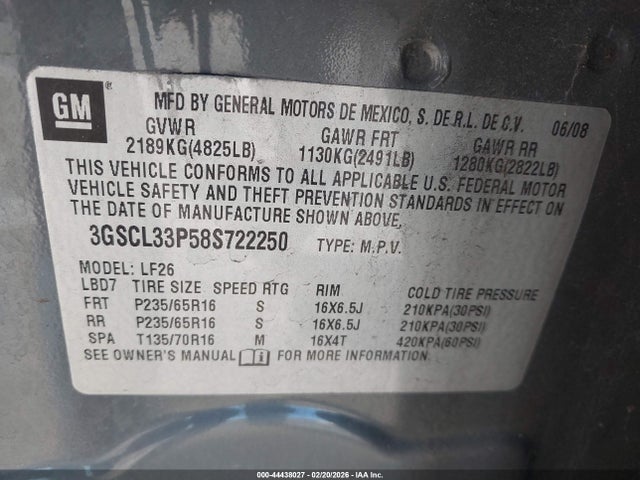 GM ®
MFD BY GENERAL MOTORS DE MEXICO, S. DE R.L. DE C.V. 06/08
GVWR GAWR FRT GAWR RR
2189KG(4825LB) 1130KG(2491LB) 1280KG(2822LB)
THIS VEHICLE CONFORMS TO ALL APPLICABLE U.S. FEDERAL MOTOR
VEHICLE SAFETY AND THEFT PREVENTION STANDARDS IN EFFECT ON
THE DATE OF MANUFACTURE SHOWN ABOVE.
3GSCL33P58S722250 TYPE: M.P.V.
MODEL: LF26
LBD7 TIRE SIZE SPEED RTG RIM COLD TIRE PRESSURE
FRT P235/65R16 S 16X6.5J 210KPA(30PSI)
RR P235/65R16 S 16X6.5J 210KPA(30PSI)
SPA T135/70R16 M 16X4T 420KPA(60PSI)
SEE OWNER'S MANUAL FOR MORE INFORMATION
000-44438027 - 02/20/2026 - IAA Inc.